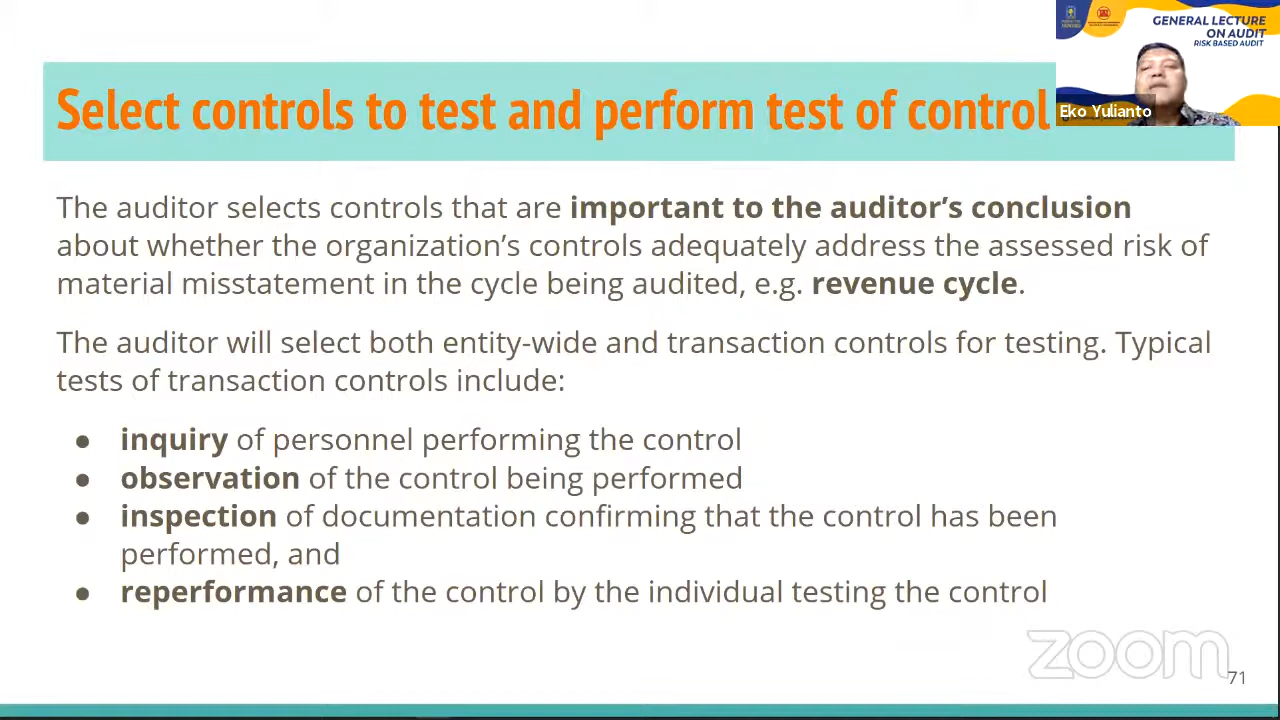 GENERAL LECTURE
ON AUDIT
RISK BASED AUDIT
Eko Yulianto
Select controls to test and perform test of control
The auditor selects controls that are important to the auditor’s conclusion
about whether the organization’s controls adequately address the assessed risk of
material misstatement in the cycle being audited, e.g. revenue cycle.
The auditor will select both entity-wide and transaction controls for testing. Typical
tests of transaction controls include:
● inquiry of personnel performing the control
● observation of the control being performed
● inspection of documentation confirming that the control has been
performed, and
● reperformance of the control by the individual testing the control
zoom
71